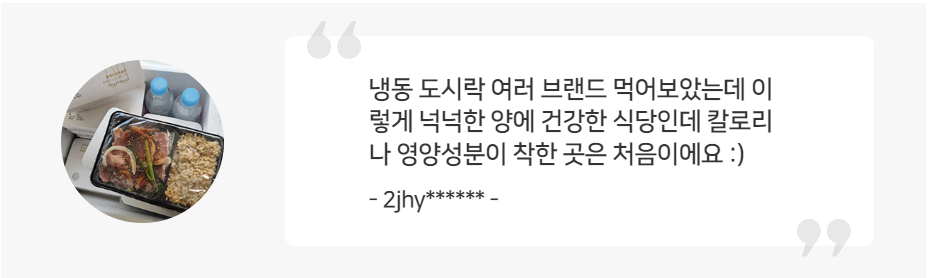 냉동 도시락 여러 브랜드 먹어보았는데 이
렇게 넉넉한 양에 건강한 식당인데 칼로리
나 영양성분이 착한 곳은 처음이에요 :)
- 2jhy****** -